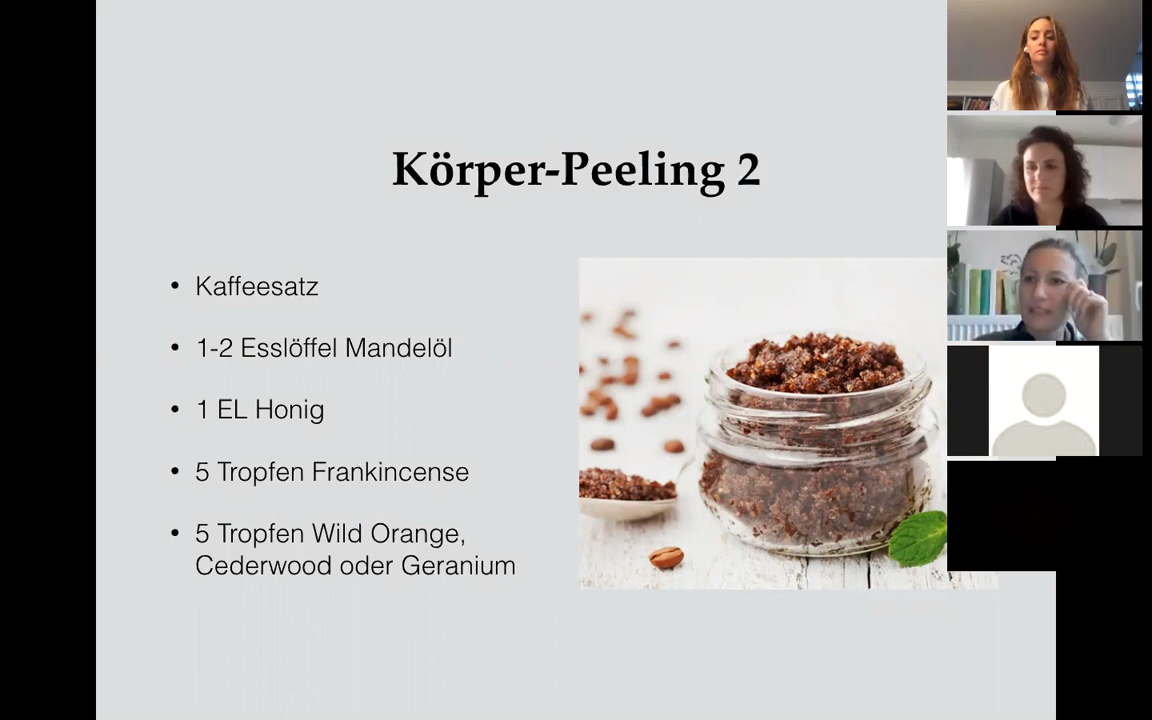 Körper-Peeling 2
• Kaffeesatz
• 1-2 Esslöffel Mandelöl
• 1 EL Honig
• 5 Tropfen Frankincense
• 5 Tropfen Wild Orange,
Cederwood oder Geranium